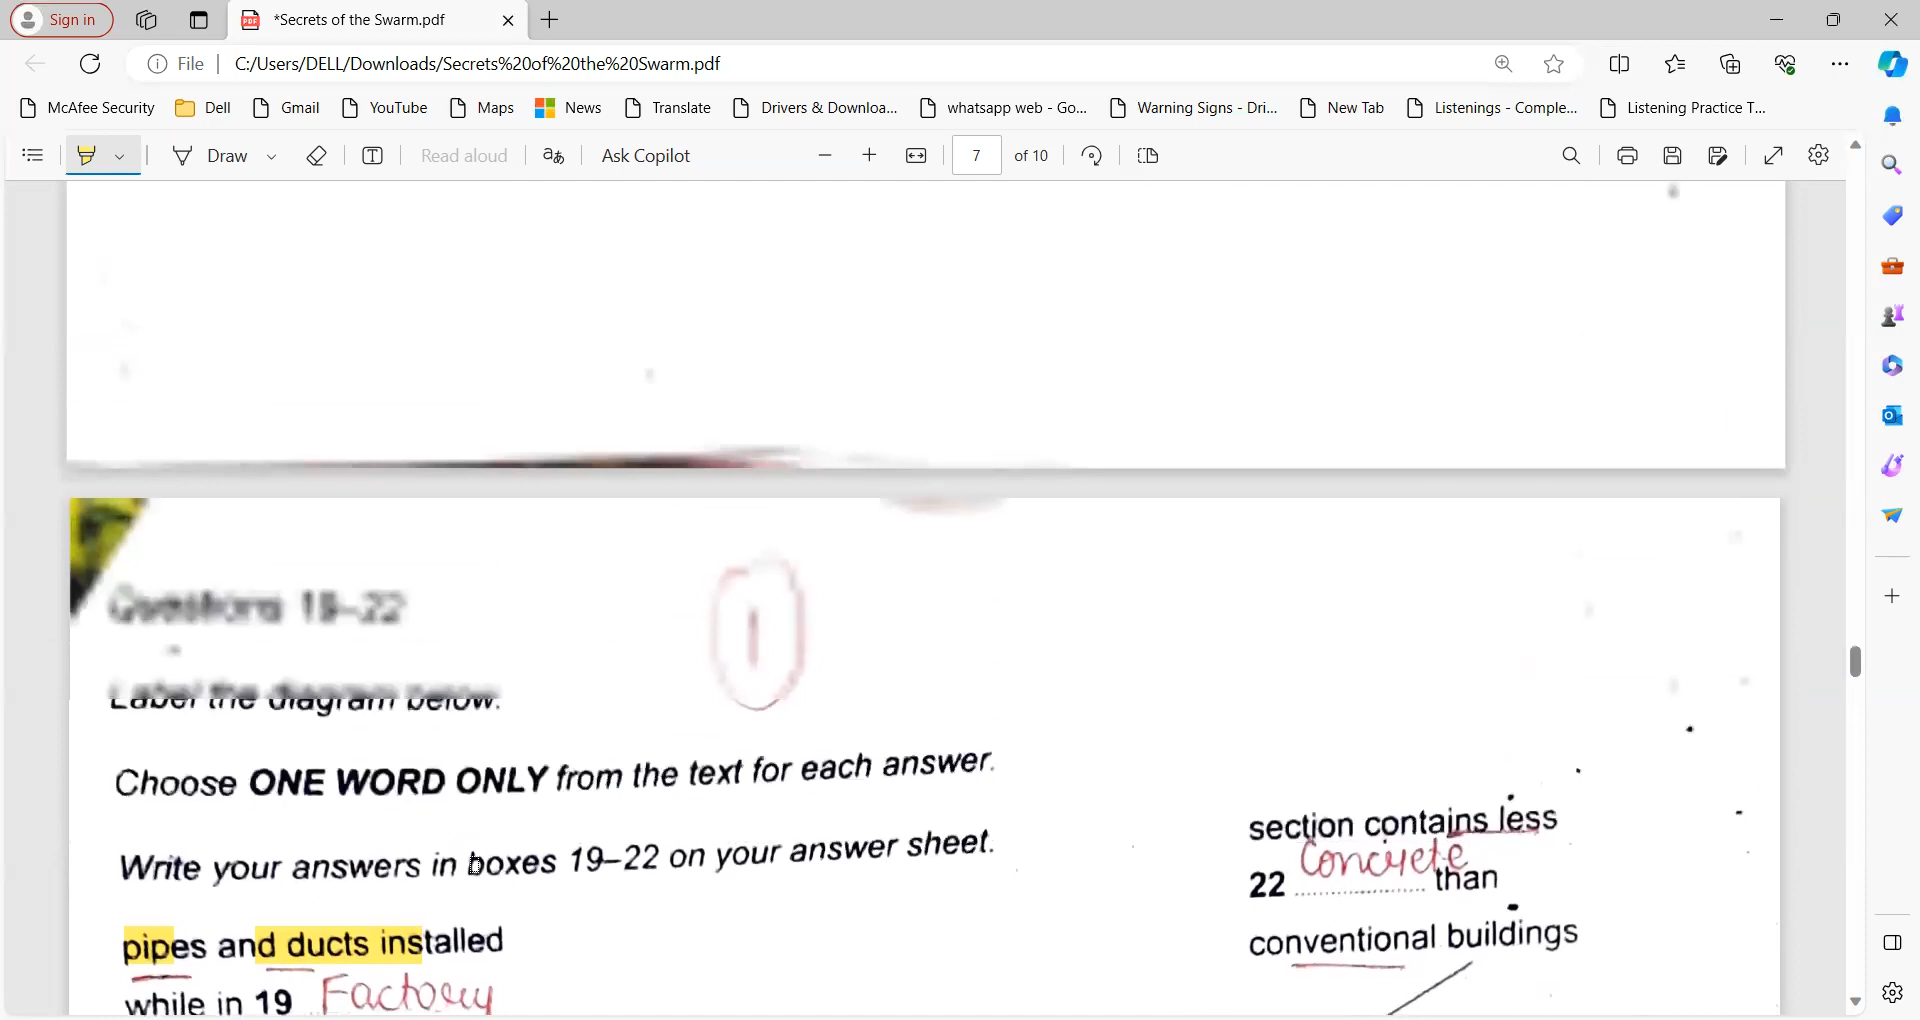 Sign in
*Secrets of the Swarm.pdf
File
C:/Users/DELL/Downloads/Secrets%20of%20the%20Swarm.pdf
McAfee Security
Dell
Gmail
YouTube
Maps
News
Translate
Drivers & Downloa...
whatsapp web - Go...
Warning Signs - Dri...
New Tab
Listenings - Comple...
Listening Practice T...
Draw
Read aloud
aあ
Ask Copilot
7
of 10
Questions 19–22
1
Label the diagram below.
Choose ONE WORD ONLY from the text for each answer.
Write your answers in boxes 19–22 on your answer sheet.
section contains less
22 Concrete than
conventional buildings
pipes and ducts installed
while in 19 Factory